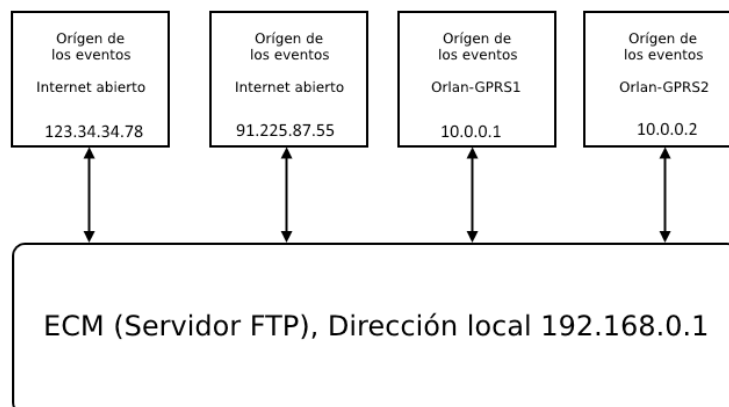 Orígen de
los eventos
Internet abierto
123.34.34.78
Orígen de
los eventos
Internet abierto
91.225.87.55
Orígen de
los eventos
Orlan-GPRS1
10.0.0.1
Orígen de
los eventos
Orlan-GPRS2
10.0.0.2
ECM (Servidor FTP), Dirección local 192.168.0.1